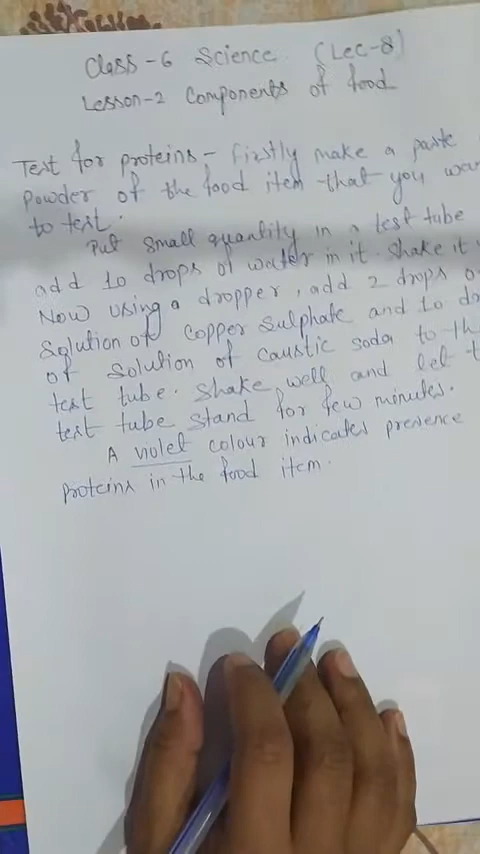 Class-6 Science (Lec-8)
Lesson-2 Components of food
Test for proteins - Firstly make a paste
powder of the food item that you
to test.
Put small quantity in a test tube
add 10 drops of water in it. Shake it
Now using a dropper, add 2 drops
solution of copper sulphate and 10
of solution of caustic soda to
test tube. Shake well and let
test tube stand for few minutes.
A violet colour indicates presence
proteins in the food item.